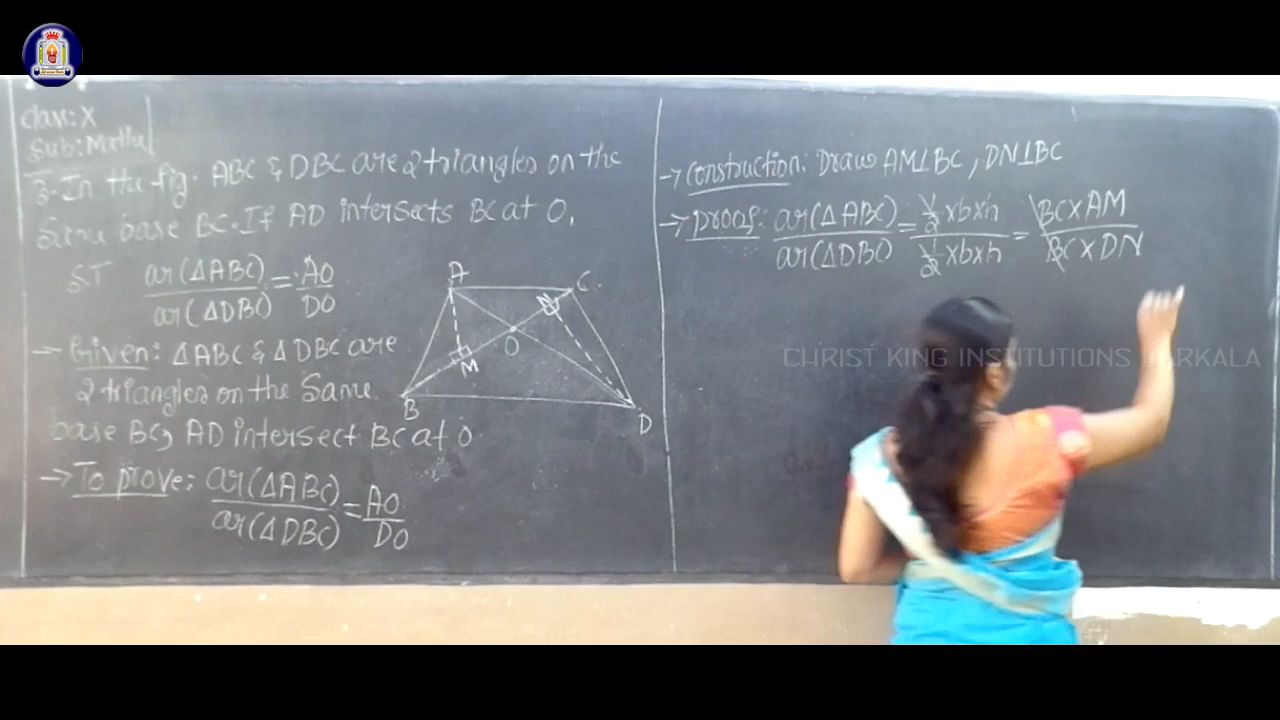 class: X
Sub: Maths
3. In the fig. ABC & DBC are 2 triangles on the
Same base BC. If AD intersects BC at O,
S.T ar(ΔABC)/ar(ΔDBC) = AO/DO
→ Given: ΔABC & ΔDBC are
2 triangles on the Same
base BC, AD intersect BC at O
→ To prove: ar(ΔABC)/ar(ΔDBC) = AO/DO
A
C
N
O
M
B
D
→ Construction: Draw AM⊥BC, DN⊥BC
→ proof: ar(ΔABC)/ar(ΔDBC) = 1/2 x b x h / 1/2 x b x h = BC X AM / BC X DN
CHRIST KING INSTITUTIONS KARKALA